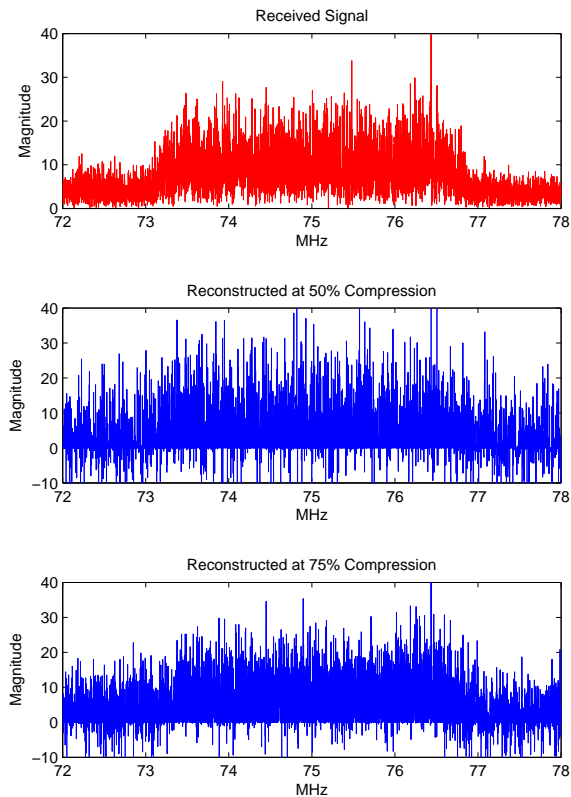 Received Signal
40
30
20
10
0
Magnitude
72 73 74 75 76 77 78
MHz
Reconstructed at 50% Compression
40
30
20
10
0
−10
Magnitude
72 73 74 75 76 77 78
MHz
Reconstructed at 75% Compression
40
30
20
10
0
−10
Magnitude
72 73 74 75 76 77 78
MHz